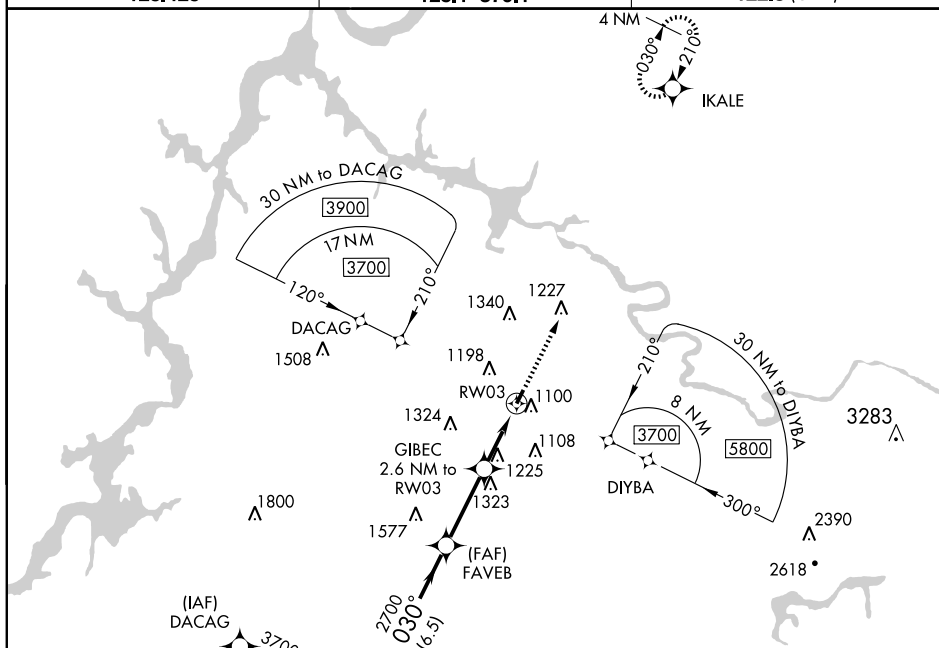 4 NM
030°
210°
IKALE
30 NM to DACAG
3900
17 NM
3700
120°
210°
DACAG
1508
1340
1227
1198
RW03
1100
1324
GIBEC
2.6 NM to
RW03
1108
1225
1323
210°
30 NM to DIYBA
8 NM
3700
5800
DIYBA
300°
3283
1800
1577
(FAF)
FAVEB
2390
2618
2700
030°
(6.5)
(IAF)
DACAG
3700